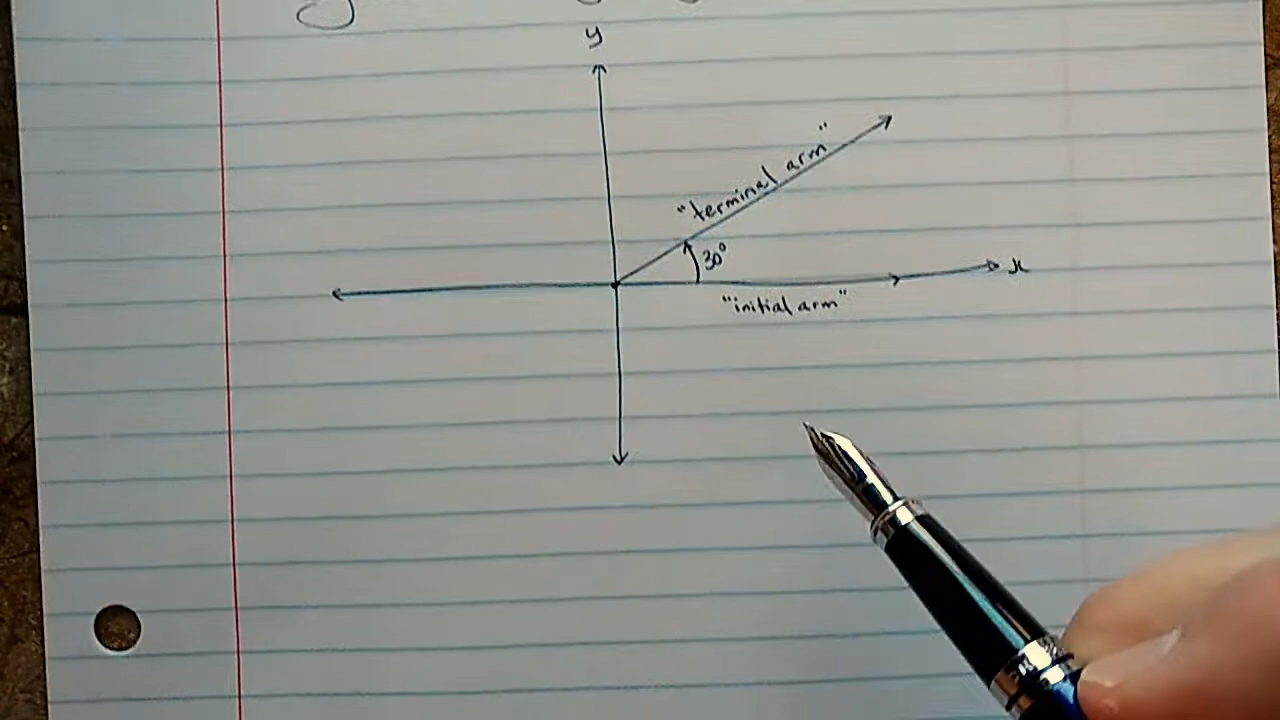 y
"terminal arm"
30°
x
"initial arm"